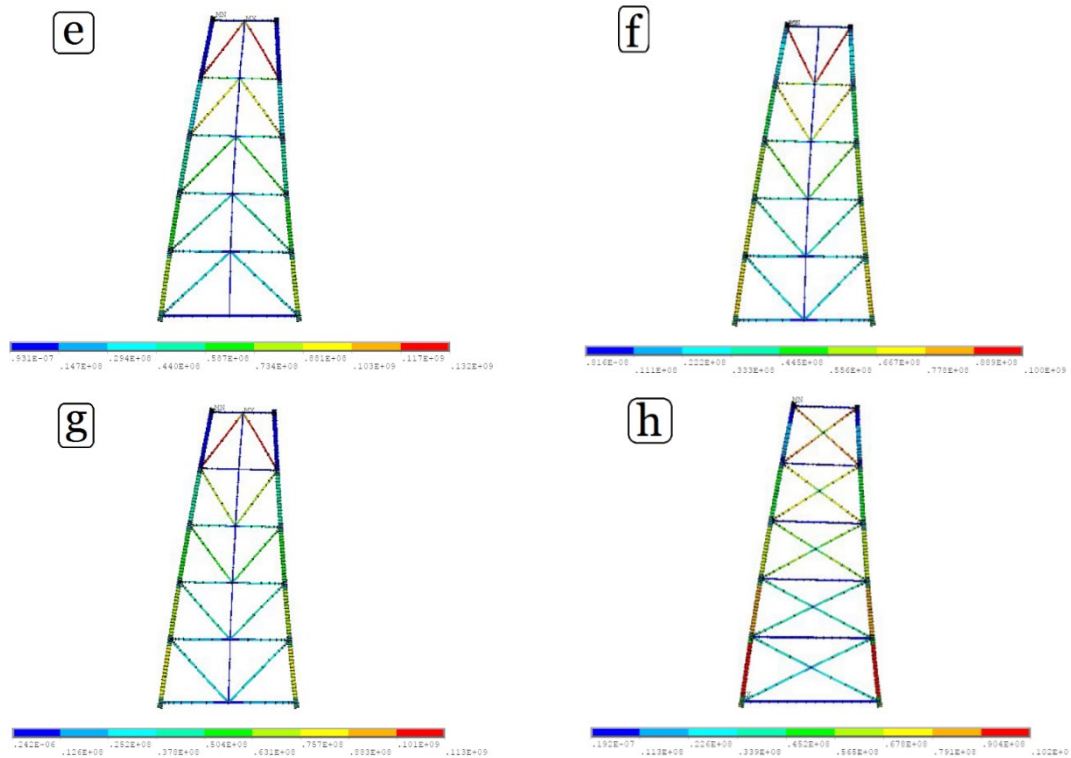 e
MN MX
.931E-07 .294E+08 .587E+08 .881E+08 .117E+09
.147E+08 .440E+08 .734E+08 .103E+09 .132E+09
f
.816E-08 .222E+08 .445E+08 .667E+08 .889E+08
.111E+08 .333E+08 .556E+08 .778E+08 .100E+09
g
MN MX
.242E-06 .252E+08 .504E+08 .757E+08 .101E+09
.126E+08 .378E+08 .631E+08 .883E+08 .113E+09
h
MN
.192E-07 .226E+08 .452E+08 .678E+08 .904E+08
.113E+08 .339E+08 .565E+08 .791E+08 .102E+0